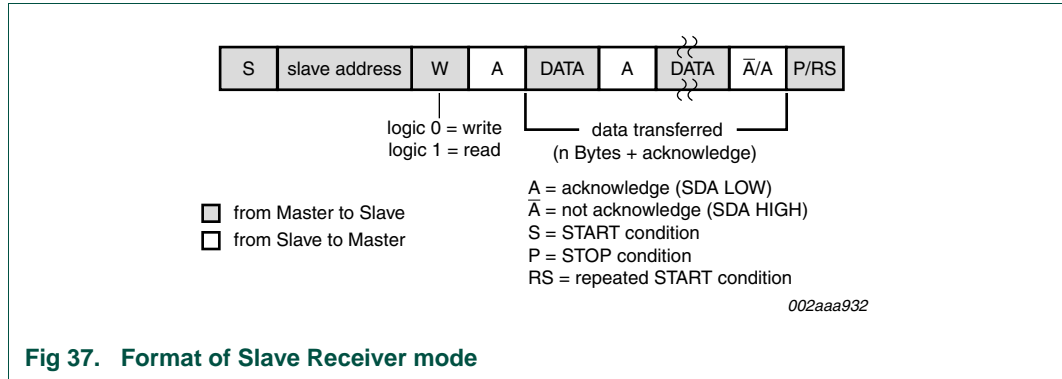 S slave address W A DATA A DATA A̅/A P/RS
logic 0 = write
logic 1 = read
data transferred
(n Bytes + acknowledge)
A = acknowledge (SDA LOW)
A̅ = not acknowledge (SDA HIGH)
S = START condition
P = STOP condition
RS = repeated START condition
from Master to Slave
from Slave to Master
002aaa932
Fig 37. Format of Slave Receiver mode